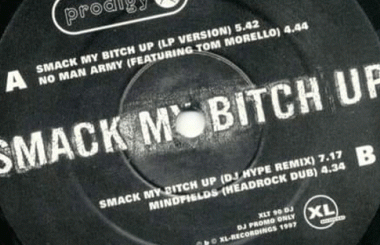 prodigy
A
SMACK MY BITCH UP (LP VERSION) 5.42
NO MAN ARMY (FEATURING TOM MORELLO) 4.44
SMACK MY BITCH UP
SMACK MY BITCH UP (DJ HYPE REMIX) 7.17
MINDFIELDS (HEADROCK DUB) 4.34
B
XLT 90 DJ
DJ PROMO ONLY
℗ © XL-RECORDINGS 1997
XL